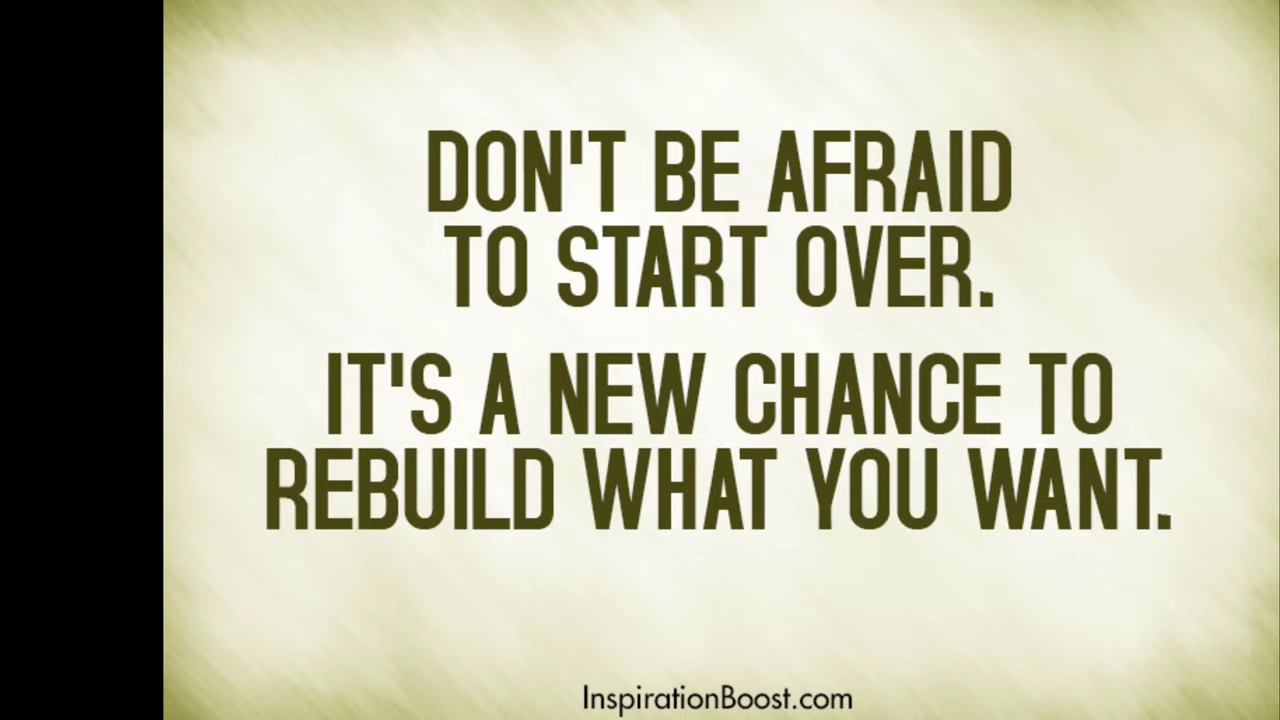 DON'T BE AFRAID
TO START OVER.
IT'S A NEW CHANCE TO
REBUILD WHAT YOU WANT.
InspirationBoost.com